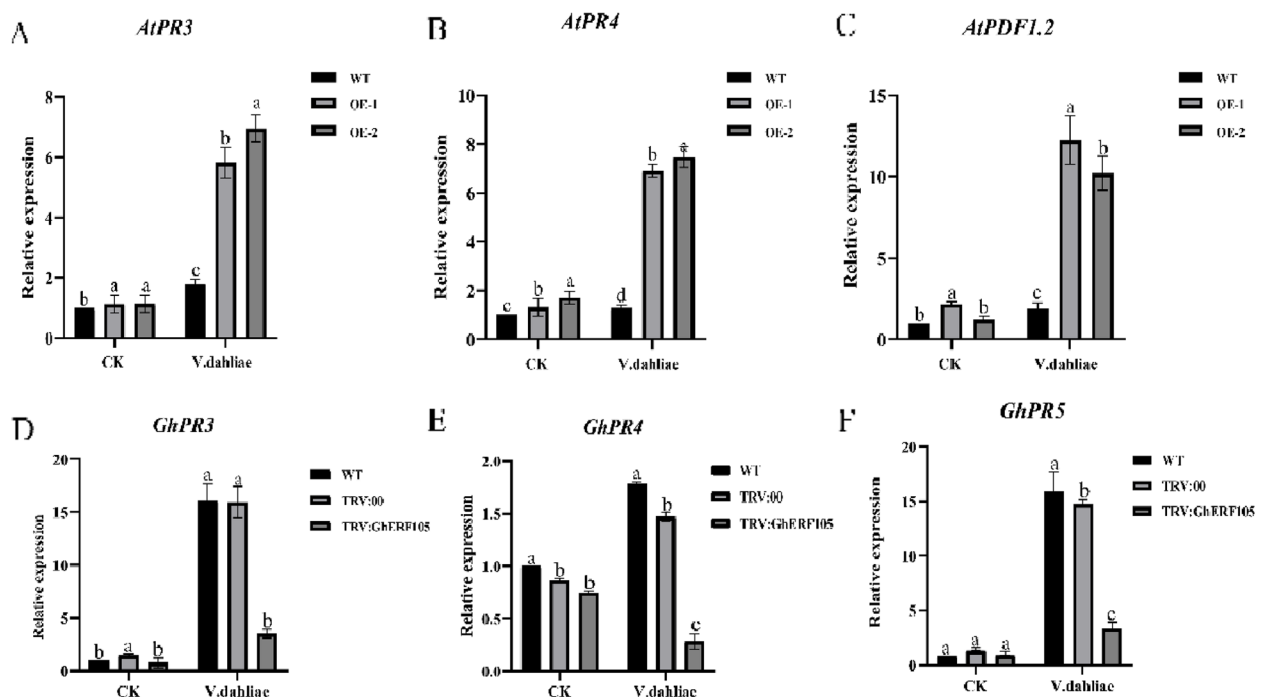 A
AtPR3
WT
OE-1
OE-2
Relative expression
8
6
4
2
0
b
a
a
c
b
a
CK
V.dahliae
B
AtPR4
WT
OE-1
OE-2
Relative expression
10
8
6
4
2
0
c
b
a
d
b
a
CK
V.dahliae
C
AtPDF1.2
WT
OE-1
OE-2
Relative expression
15
10
5
0
b
a
b
c
a
b
CK
V.dahliae
D
GhPR3
WT
TRV:00
TRV:GhERF105
Relative expression
20
15
10
5
0
b
a
b
a
a
b
CK
V.dahliae
E
GhPR4
WT
TRV:00
TRV:GhERF105
Relative expression
2.0
1.5
1.0
0.5
0.0
a
b
b
a
b
c
CK
V.dahliae
F
GhPR5
WT
TRV:00
TRV:GhERF105
Relative expression
20
15
10
5
0
a
a
a
a
b
c
CK
V.dahliae